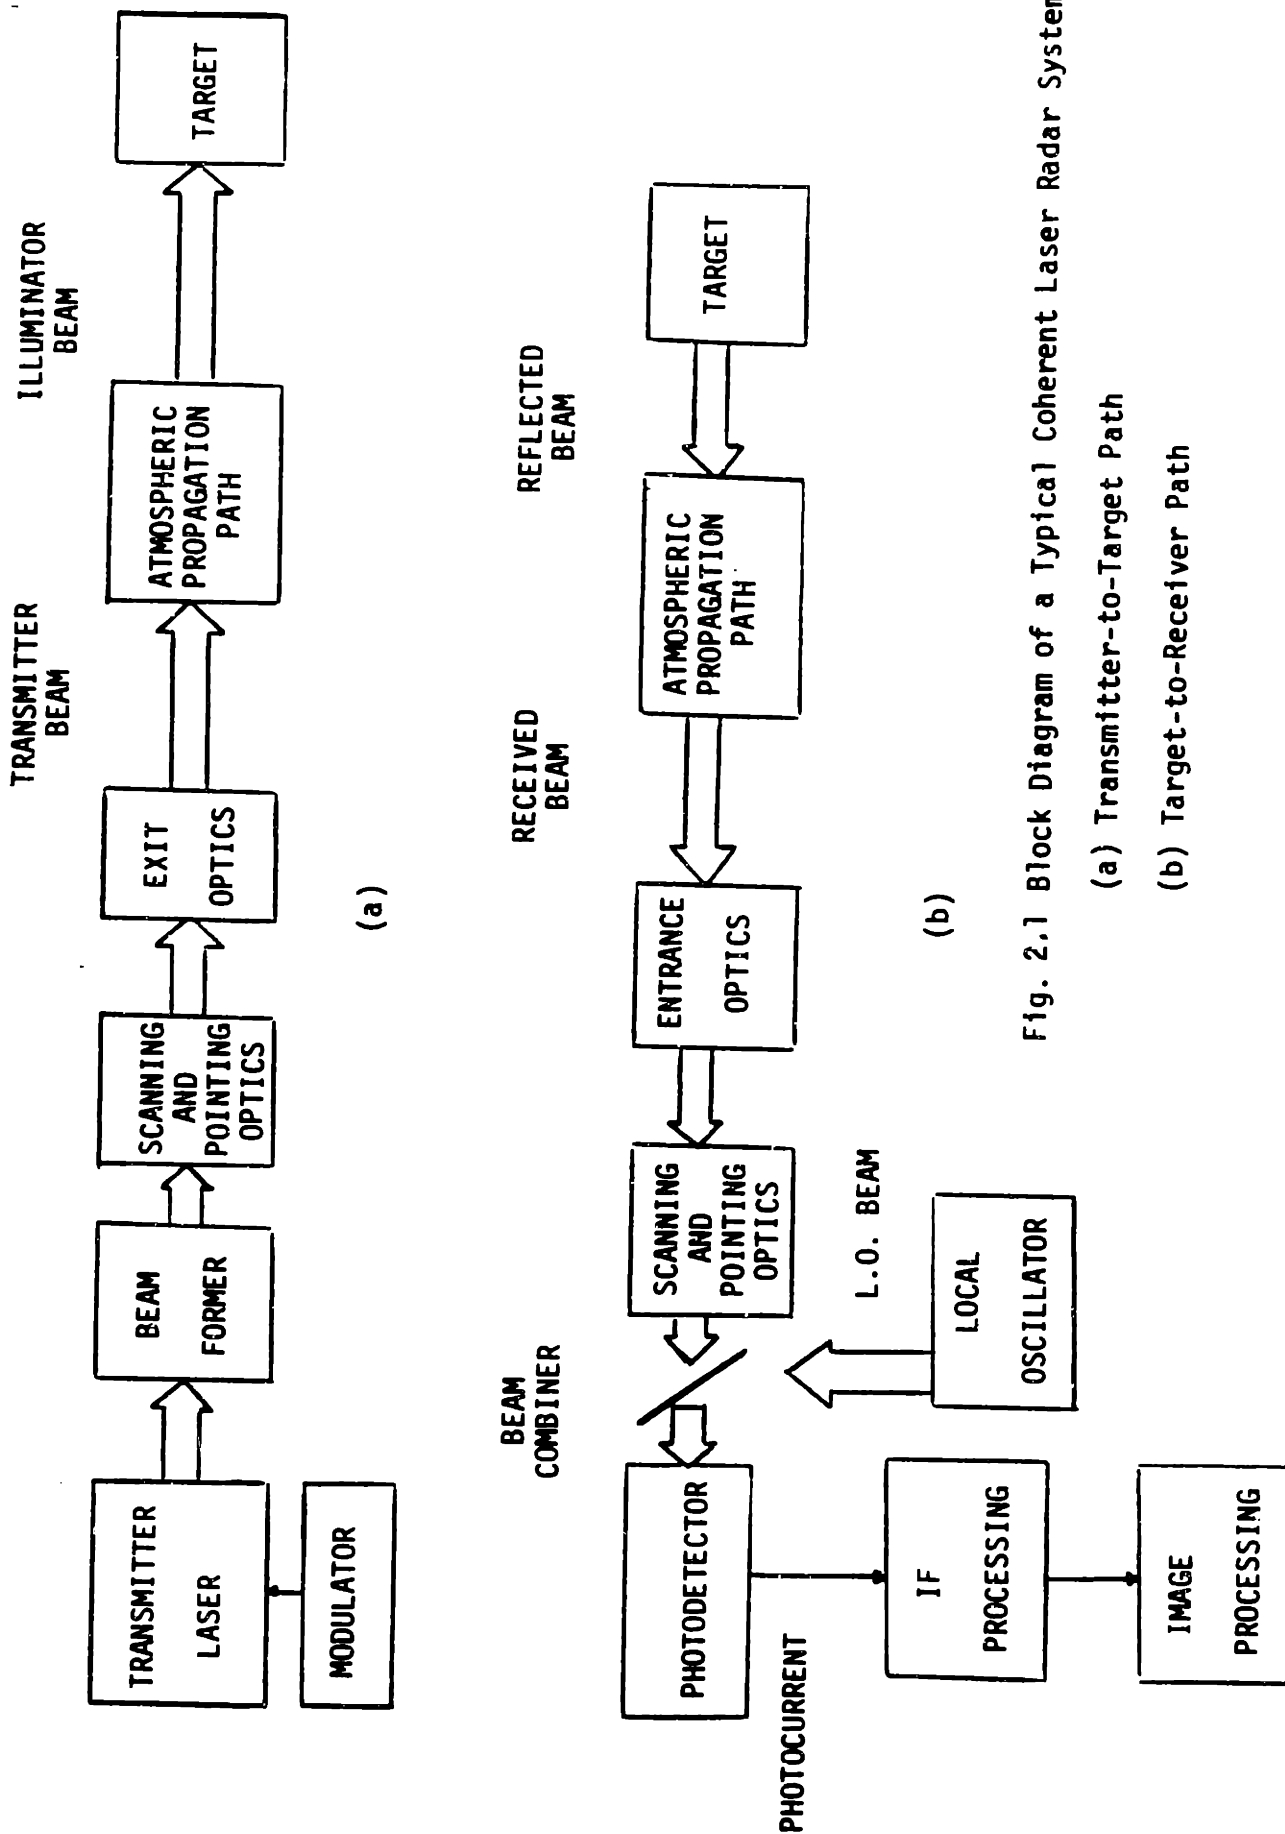 TRANSMITTER
BEAM
ILLUMINATOR
BEAM
TRANSMITTER
LASER
MODULATOR
BEAM
FORMER
SCANNING
AND
POINTING
OPTICS
EXIT
OPTICS
ATMOSPHERIC
PROPAGATION
PATH
TARGET
(a)
BEAM
COMBINER
RECEIVED
BEAM
REFLECTED
BEAM
PHOTODETECTOR
SCANNING
AND
POINTING
OPTICS
ENTRANCE
OPTICS
ATMOSPHERIC
PROPAGATION
PATH
TARGET
PHOTOCURRENT
L.O. BEAM
IF
PROCESSING
LOCAL
OSCILLATOR
IMAGE
PROCESSING
(b)
Fig. 2.1 Block Diagram of a Typical Coherent Laser Radar System
(a) Transmitter-to-Target Path
(b) Target-to-Receiver Path